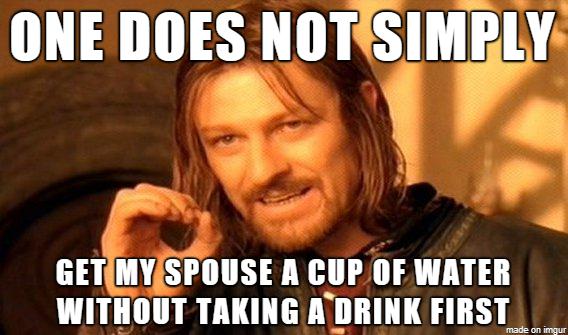 ONE DOES NOT SIMPLY
GET MY SPOUSE A CUP OF WATER
WITHOUT TAKING A DRINK FIRST
made on imgur